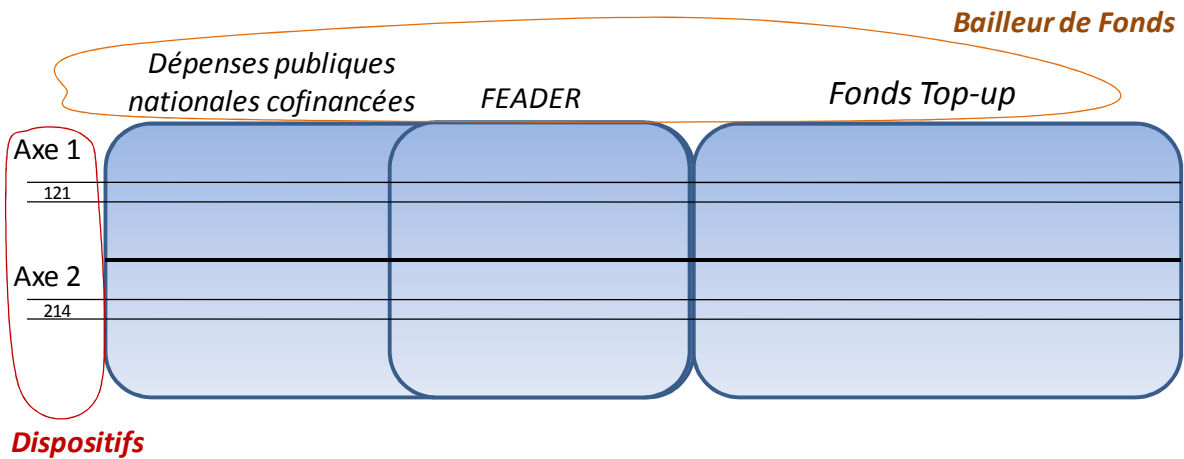 Bailleur de Fonds
Dépenses publiques
nationales cofinancées
FEADER
Fonds Top-up
Axe 1
121
Axe 2
214
Dispositifs